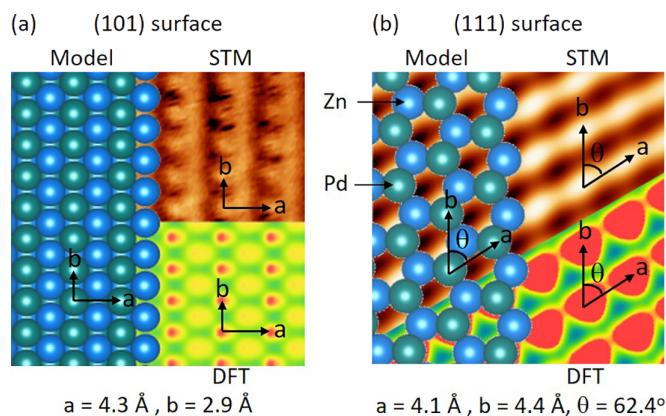 (a) (101) surface
Model STM
b
a
b
a
b
a
DFT
a = 4.3 Å , b = 2.9 Å
(b) (111) surface
Model STM
Zn
Pd
b
θ
a
b
θ
a
b
θ
a
DFT
a = 4.1 Å , b = 4.4 Å, θ = 62.4°